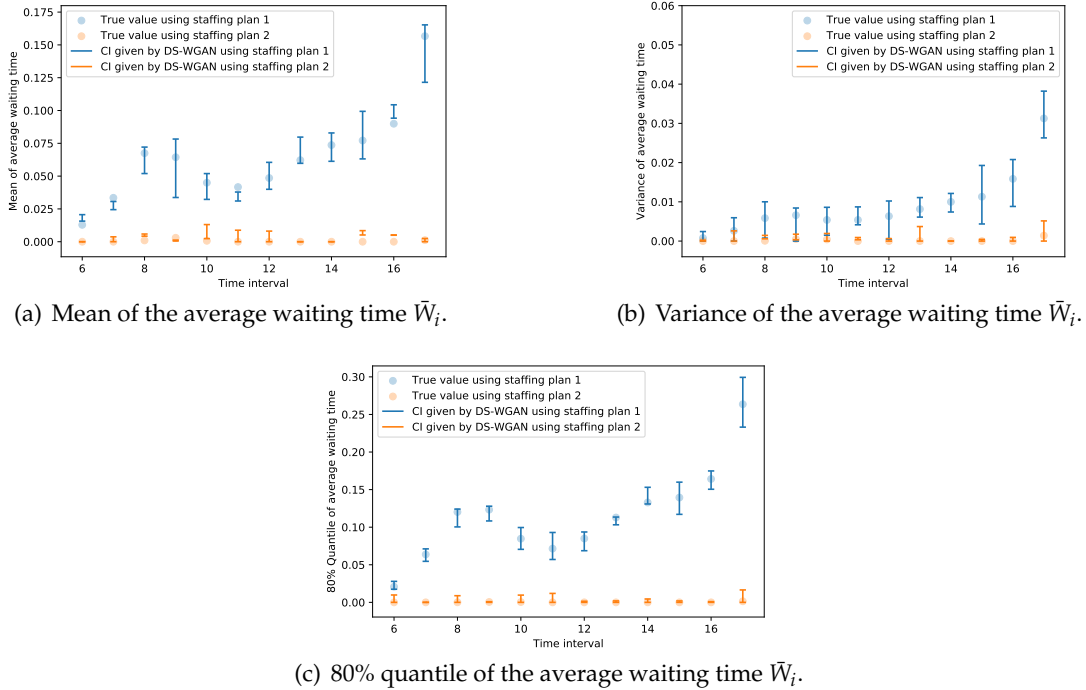 True value using staffing plan 1
True value using staffing plan 2
CI given by DS-WGAN using staffing plan 1
CI given by DS-WGAN using staffing plan 2
Mean of average waiting time
0.175
0.150
0.125
0.100
0.075
0.050
0.025
0.000
6 8 10 12 14 16
Time interval
(a) Mean of the average waiting time W̄ᵢ.
True value using staffing plan 1
True value using staffing plan 2
CI given by DS-WGAN using staffing plan 1
CI given by DS-WGAN using staffing plan 2
Variance of average waiting time
0.06
0.05
0.04
0.03
0.02
0.01
0.00
6 8 10 12 14 16
Time interval
(b) Variance of the average waiting time W̄ᵢ.
True value using staffing plan 1
True value using staffing plan 2
CI given by DS-WGAN using staffing plan 1
CI given by DS-WGAN using staffing plan 2
80% Quantile of average waiting time
0.30
0.25
0.20
0.15
0.10
0.05
0.00
6 8 10 12 14 16
Time interval
(c) 80% quantile of the average waiting time W̄ᵢ.